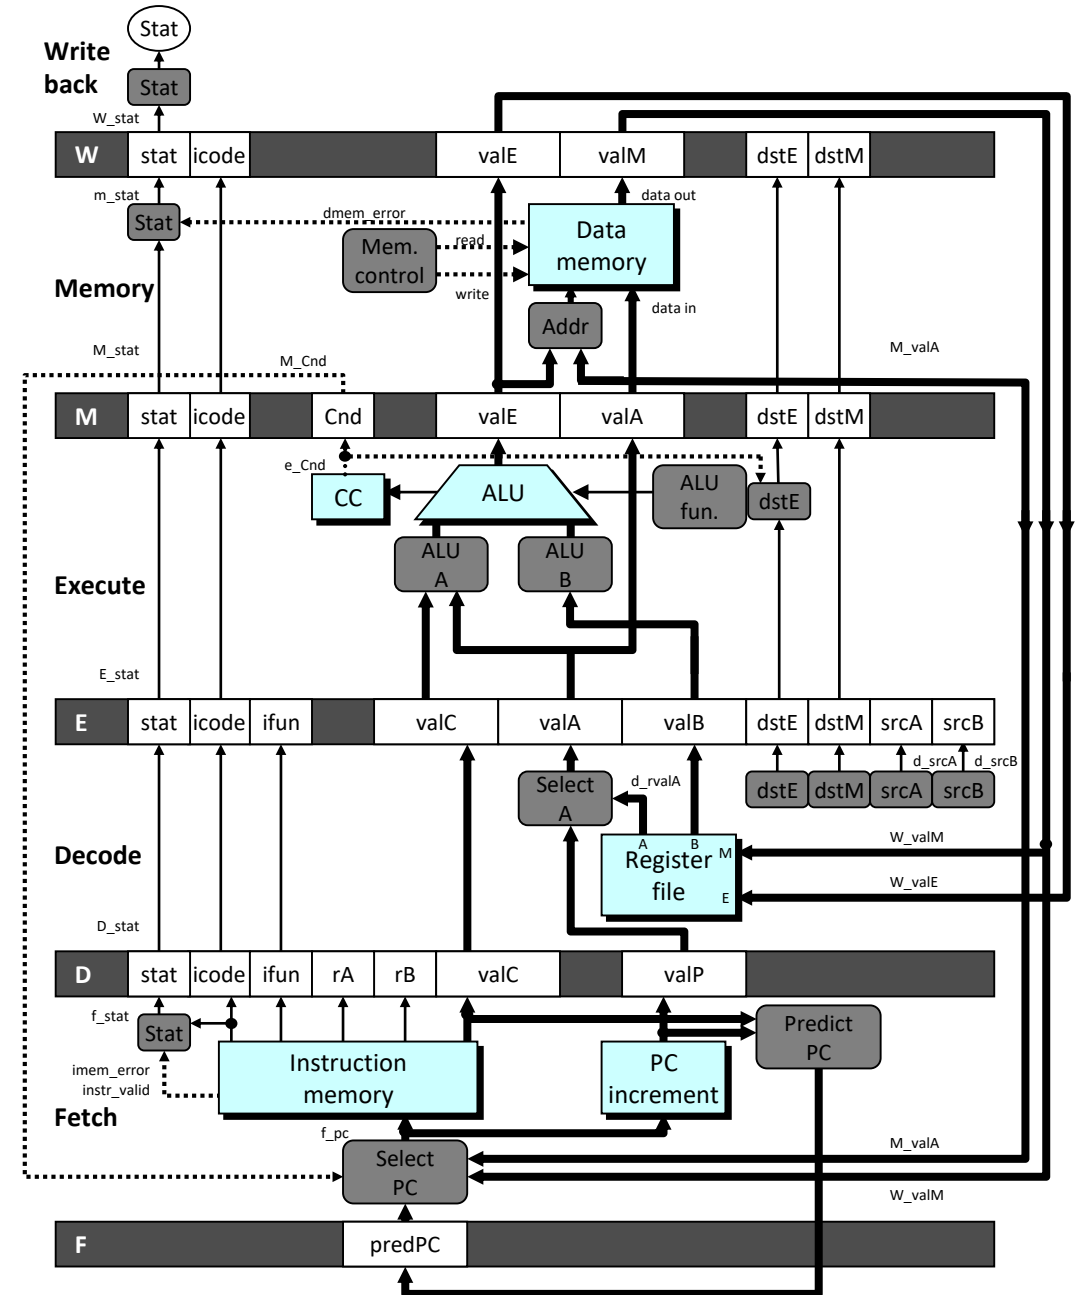 Stat
Write
back
Stat
W_stat
W stat icode valE valM dstE dstM
m_stat
data out
Stat
dmem_error
Data
memory
Mem.
control
read
write
Memory
data in
Addr
M_stat
M_Cnd
M_valA
M stat icode Cnd valE valA dstE dstM
e_Cnd
CC
ALU
ALU
fun.
dstE
ALU
A
ALU
B
Execute
E_stat
E stat icode ifun valC valA valB dstE dstM srcA srcB
d_srcA d_srcB
Select
A
d_rvalA
dstE dstM srcA srcB
Decode
A B
Register
file
M
E
W_valM
W_valE
D_stat
D stat icode ifun rA rB valC valP
f_stat
Stat
Predict
PC
imem_error
instr_valid
Instruction
memory
PC
increment
Fetch
f_pc
M_valA
Select
PC
W_valM
F predPC